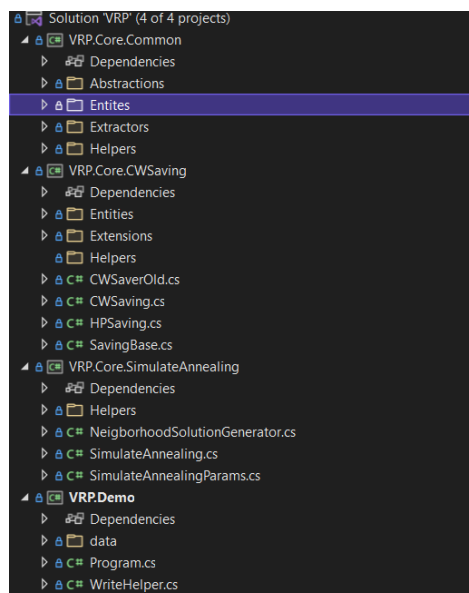 Solution 'VRP' (4 of 4 projects)
C# VRP.Core.Common
Dependencies
Abstractions
Entites
Extractors
Helpers
C# VRP.Core.CWSaving
Dependencies
Entities
Extensions
Helpers
C# CWSaverOld.cs
C# CWSaving.cs
C# HPSaving.cs
C# SavingBase.cs
C# VRP.Core.SimulateAnnealing
Dependencies
Helpers
C# NeigborhoodSolutionGenerator.cs
C# SimulateAnnealing.cs
C# SimulateAnnealingParams.cs
C# VRP.Demo
Dependencies
data
C# Program.cs
C# WriteHelper.cs